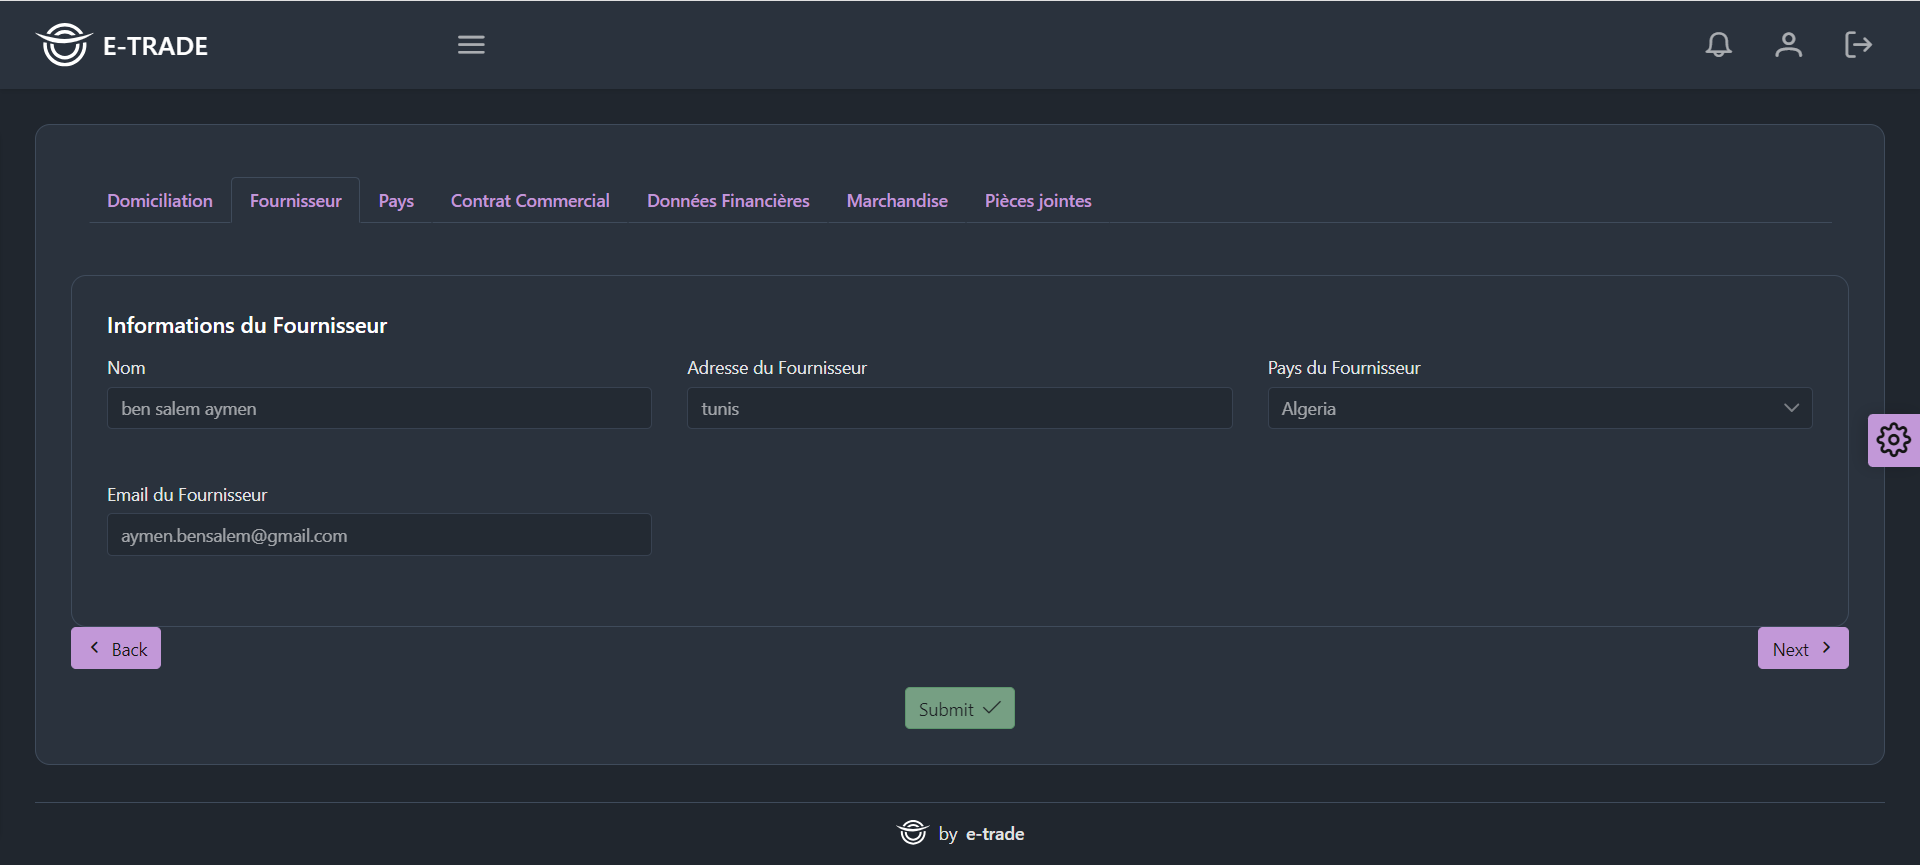 E-TRADE
Domiciliation Fournisseur Pays Contrat Commercial Données Financières Marchandise Pièces jointes
Informations du Fournisseur
Nom Adresse du Fournisseur Pays du Fournisseur
ben salem aymen tunis Algeria
Email du Fournisseur
aymen.bensalem@gmail.com
Back Next
Submit
by e-trade